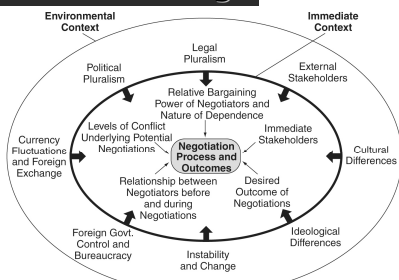 Environmental
Context
Immediate
Context
Legal
Pluralism
Political
Pluralism
External
Stakeholders
Relative Bargaining
Power of Negotiators and
Nature of Dependence
Levels of Conflict
Underlying Potential
Negotiations
Immediate
Stakeholders
Currency
Fluctuations
and Foreign
Exchange
Negotiation
Process and
Outcomes
Cultural
Differences
Relationship between
Negotiators before
and during
Negotiations
Desired
Outcome of
Negotiations
Foreign Govt.
Control and
Bureaucracy
Ideological
Differences
Instability
and Change